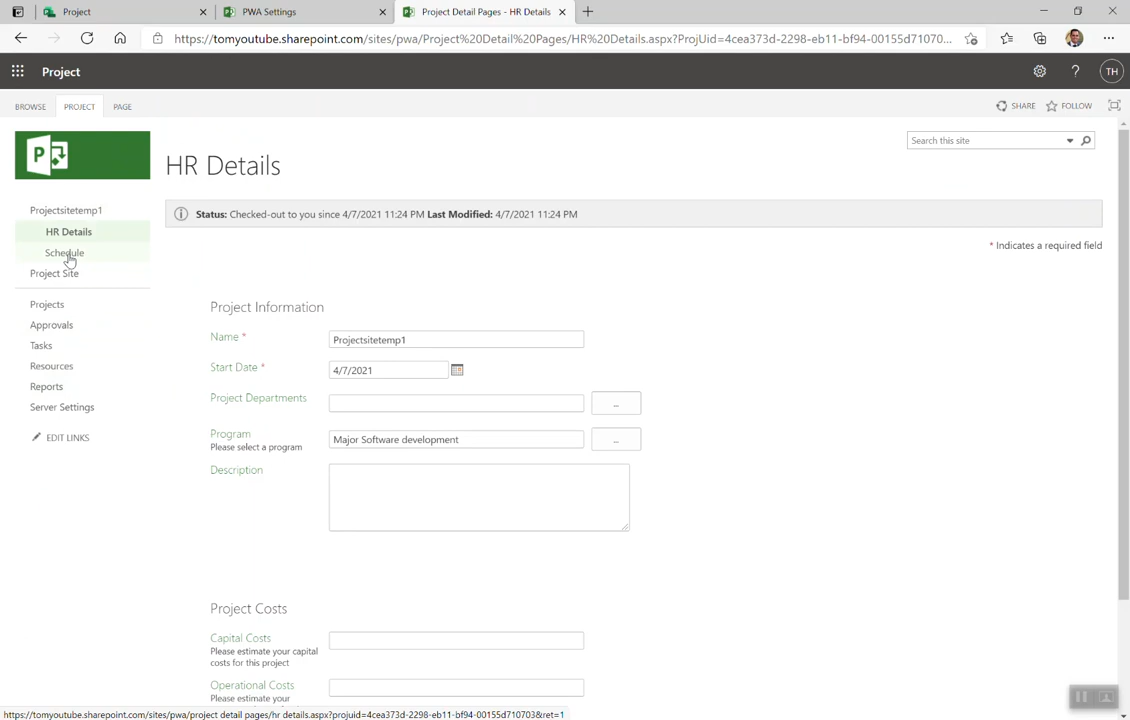 Project
PWA Settings
Project Detail Pages - HR Details
https://tomyoutube.sharepoint.com/sites/pwa/Project%20Detail%20Pages/HR%20Details.aspx?ProjUid=4cea373d-2298-eb11-bf94-00155d71070...
Project
TH
BROWSE
PROJECT
PAGE
SHARE
FOLLOW
P
HR Details
Search this site
Projectsitetemp1
HR Details
Schedule
Project Site
Projects
Approvals
Tasks
Resources
Reports
Server Settings
EDIT LINKS
Status: Checked-out to you since 4/7/2021 11:24 PM Last Modified: 4/7/2021 11:24 PM
* Indicates a required field
Project Information
Name *
Projectsitetemp1
Start Date *
4/7/2021
Project Departments
...
Program
Please select a program
Major Software development
...
Description
Project Costs
Capital Costs
Please estimate your capital
costs for this project
Operational Costs
Please estimate your
https://tomyoutube.sharepoint.com/sites/pwa/project detail pages/hr details.aspx?projuid=4cea373d-2298-eb11-bf94-00155d710703&ret=1